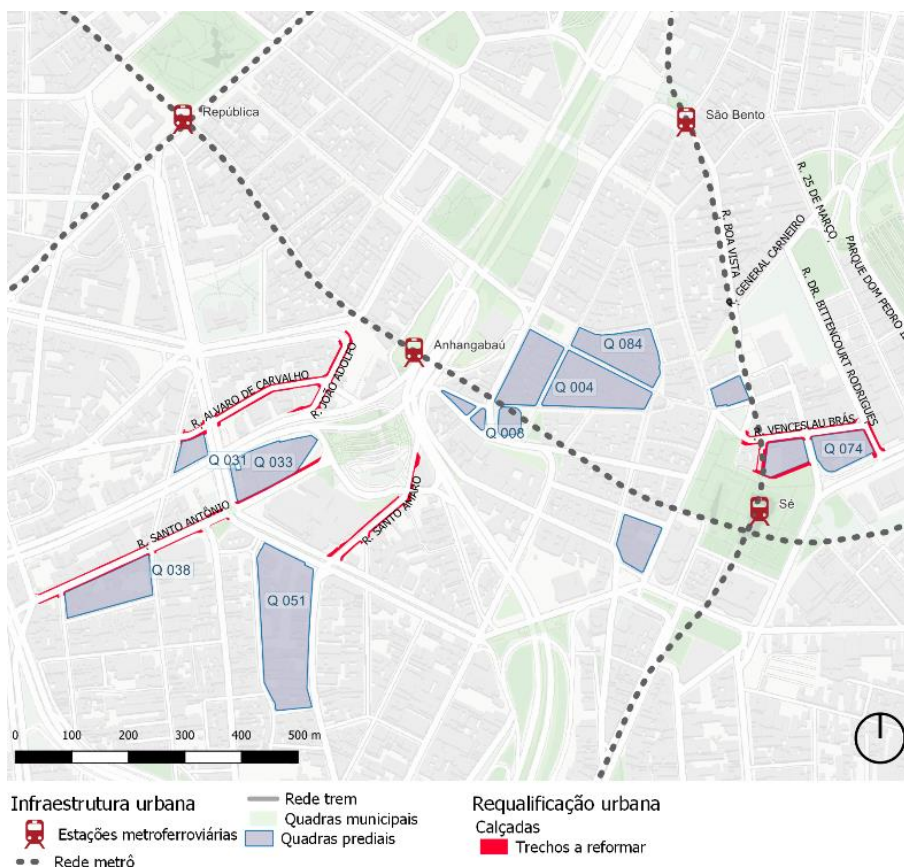 República
São Bento
R. 25 DE MARÇO,
PARQUE DOM PEDRO II
R. BOA VISTA
GENERAL CARNEIRO
R. DR. BITTENCOURT RODRIGUES
Anhangabaú
Q 084
Q 004
Q 008
R. ALVARO DE CARVALHO
R. JOÃO ADOLFO
R. VENCESLAU BRÁS
Q 074
Q 031
Q 033
Sé
R. SANTO ANTÔNIO
R. SANTO AMARO
Q 038
Q 051
0 100 200 300 400 500 m
Infraestrutura urbana
Estações metroferroviárias
Rede metrô
Rede trem
Quadras municipais
Quadras prediais
Requalificação urbana
Calçadas
Trechos a reformar